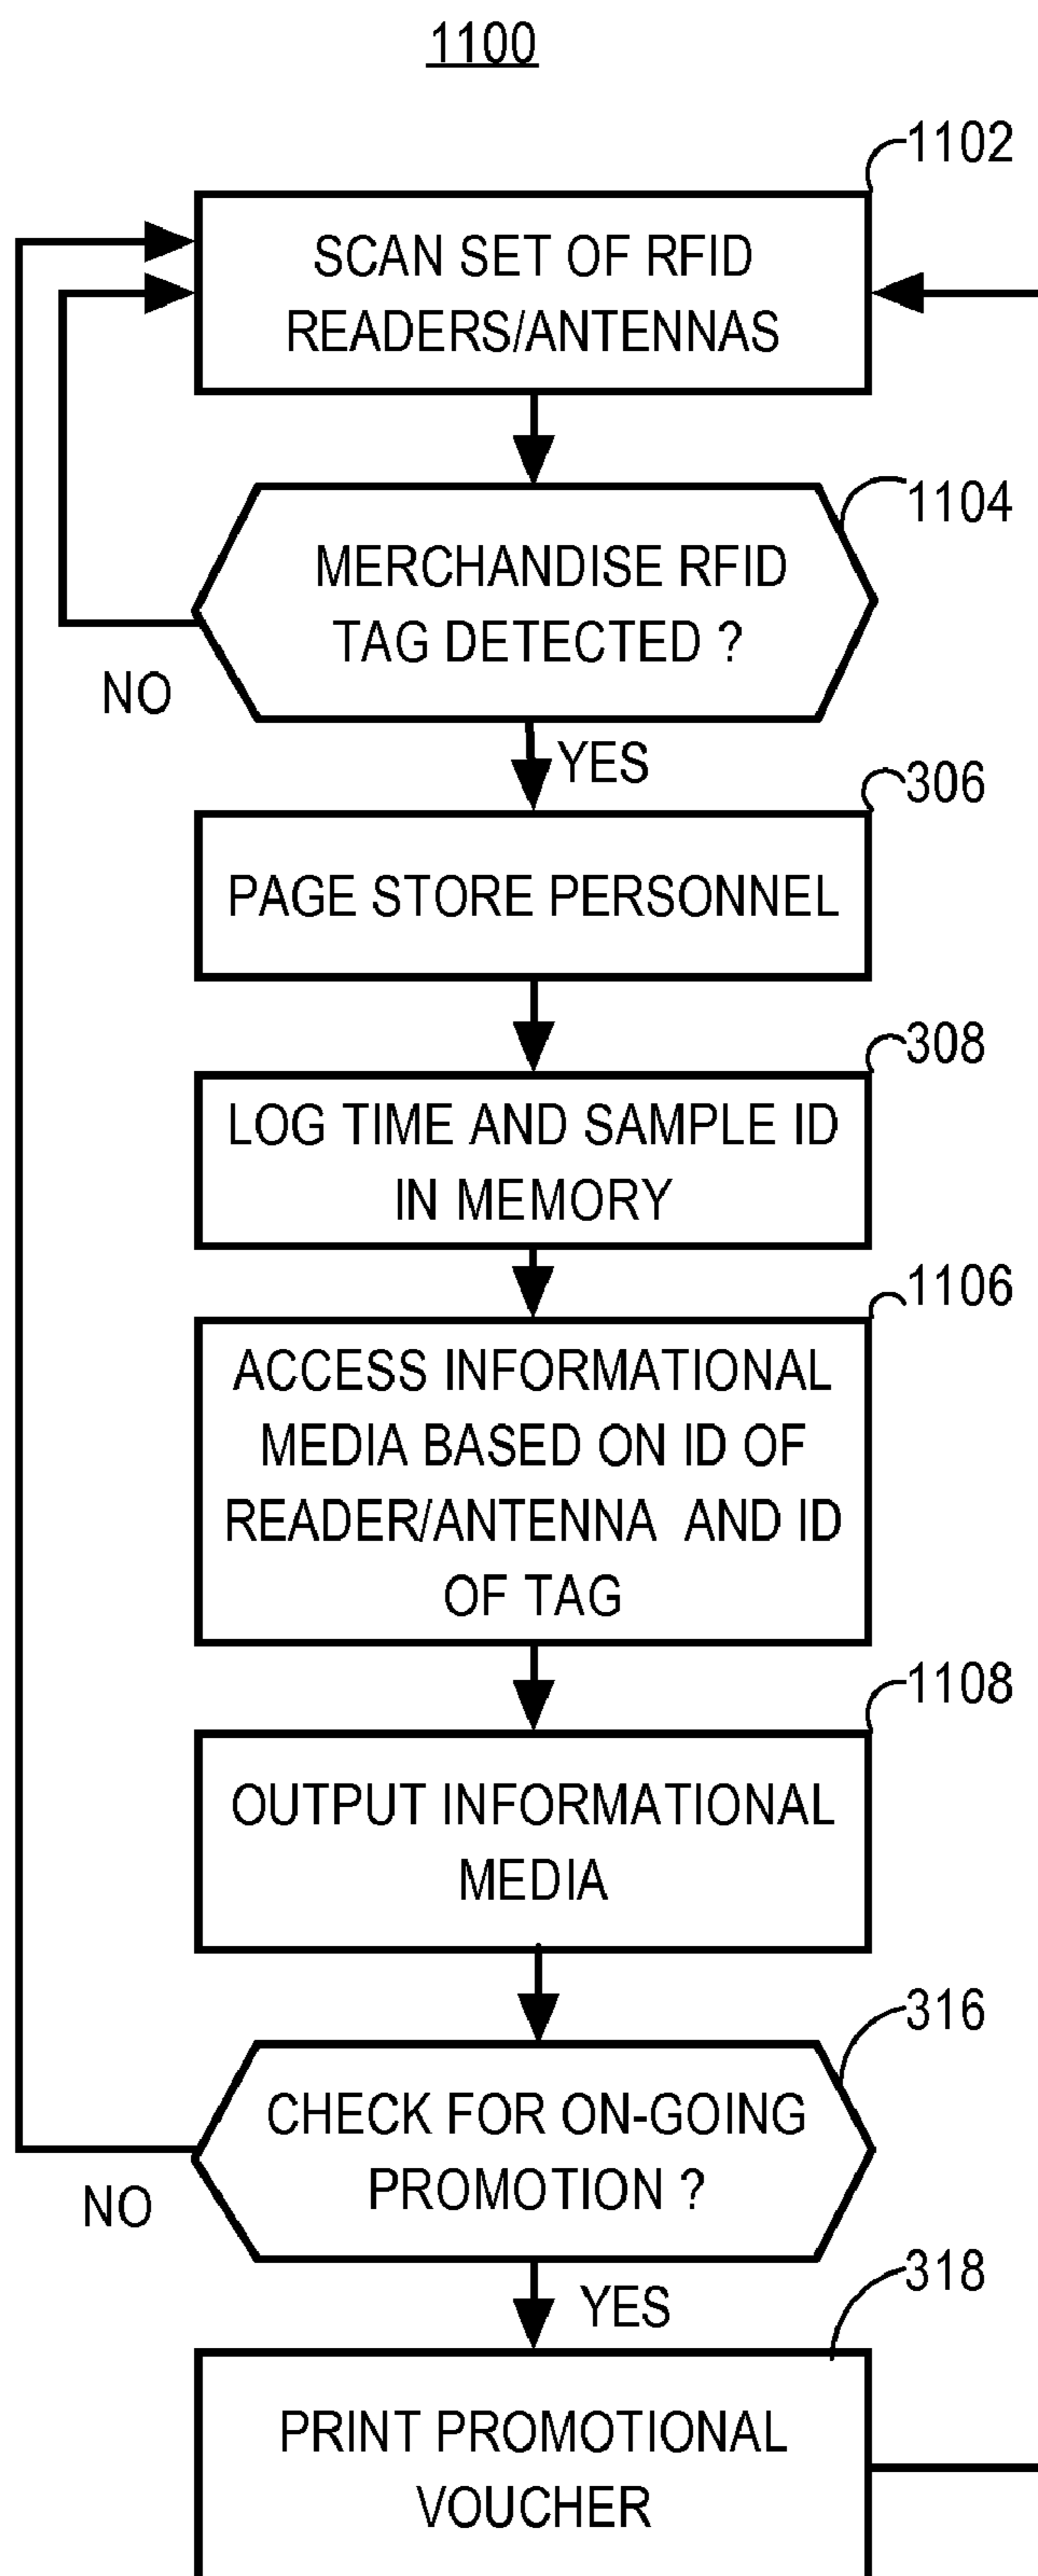 1100
1102
SCAN SET OF RFID
READERS/ANTENNAS
1104
MERCHANDISE RFID
TAG DETECTED ?
NO
YES
306
PAGE STORE PERSONNEL
308
LOG TIME AND SAMPLE ID
IN MEMORY
1106
ACCESS INFORMATIONAL
MEDIA BASED ON ID OF
READER/ANTENNA AND ID
OF TAG
1108
OUTPUT INFORMATIONAL
MEDIA
316
CHECK FOR ON-GOING
PROMOTION ?
NO
YES
318
PRINT PROMOTIONAL
VOUCHER